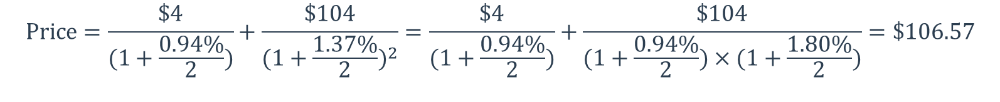 Price = $4 / (1 + 0.94% / 2) + $104 / (1 + 1.37% / 2)² = $4 / (1 + 0.94% / 2) + $104 / (1 + 0.94% / 2) × (1 + 1.80% / 2) = $106.57